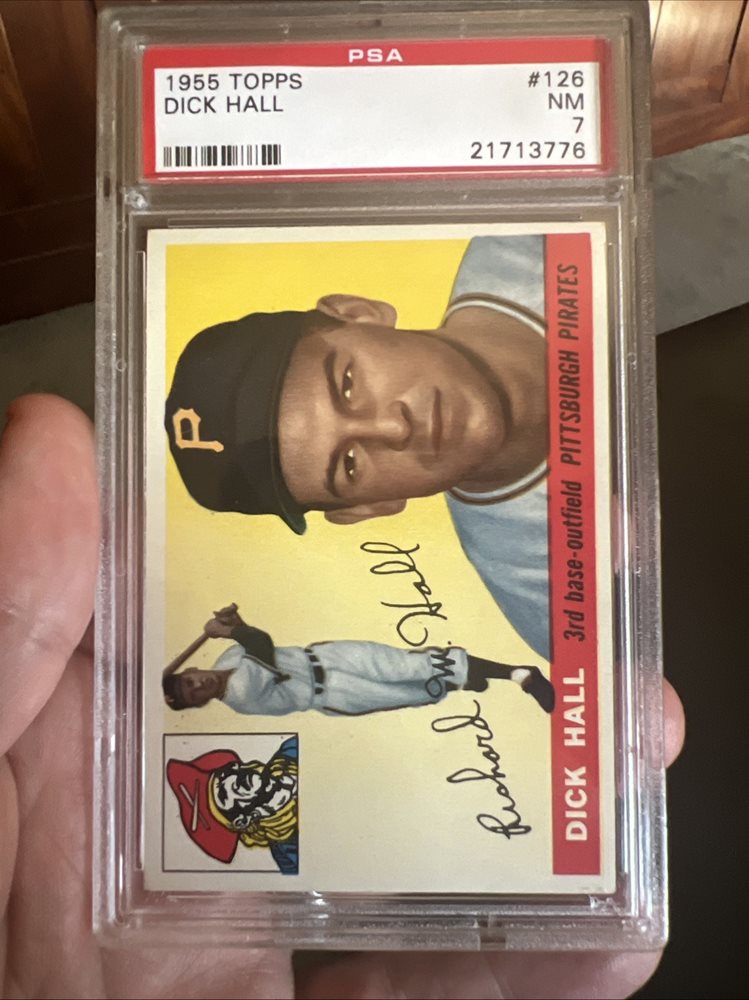 PSA
1955 TOPPS #126
DICK HALL NM
7
21713776
P
Richard M. Hall
DICK HALL 3rd base-outfield PITTSBURGH PIRATES